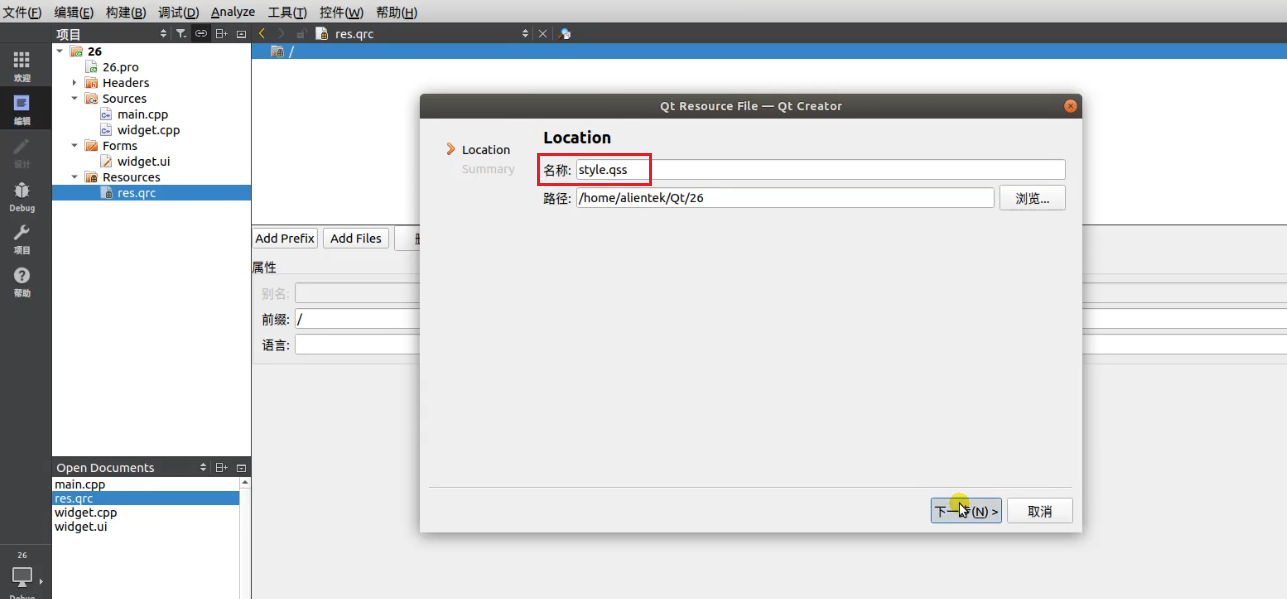 文件(F) 编辑(E) 构建(B) 调试(D) Analyze 工具(T) 控件(W) 帮助(H)
项目
res.qrc
/
欢迎
编辑
设计
Debug
项目
帮助
26
26.pro
Headers
Sources
main.cpp
widget.cpp
Forms
widget.ui
Resources
res.qrc
Add Prefix
Add Files
属性
别名:
前缀: /
语言:
Qt Resource File — Qt Creator
Location
Summary
Location
名称: style.qss
路径: /home/alientek/Qt/26
浏览...
下一步(N) >
取消
Open Documents
main.cpp
res.qrc
widget.cpp
widget.ui
26
Debug